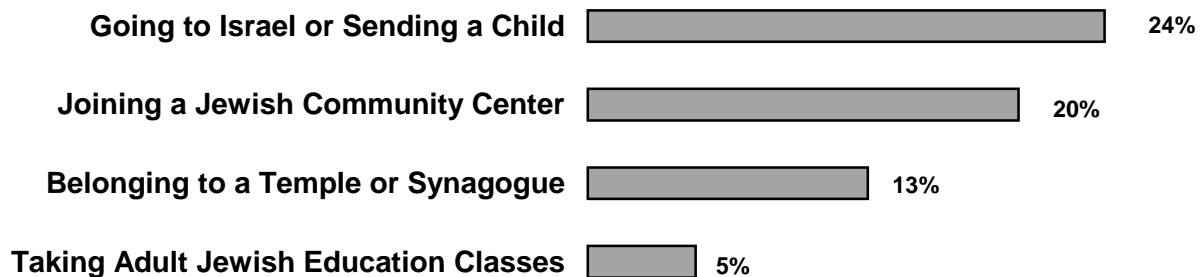 Going to Israel or Sending a Child 24%
Joining a Jewish Community Center 20%
Belonging to a Temple or Synagogue 13%
Taking Adult Jewish Education Classes 5%